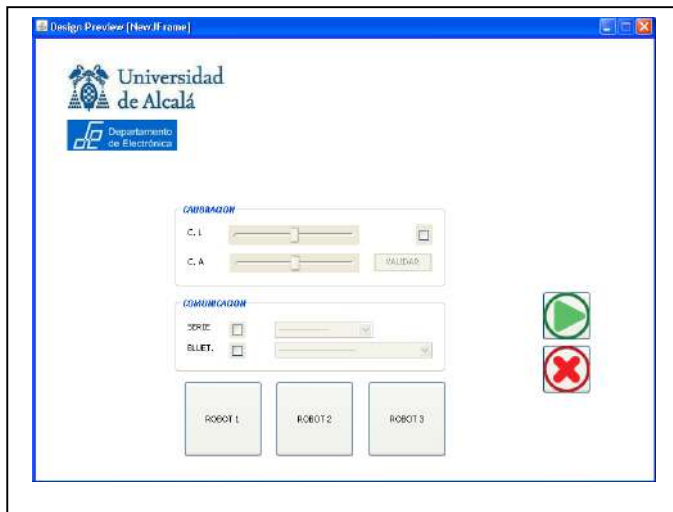 Design Preview [NewJFrame]
Universidad
de Alcalá
Departamento
de Electrónica
CALIBRACION
C. I
C. A
VALIDAR
COMUNICACION
SERIE
BLUET.
ROBOT 1
ROBOT 2
ROBOT 3